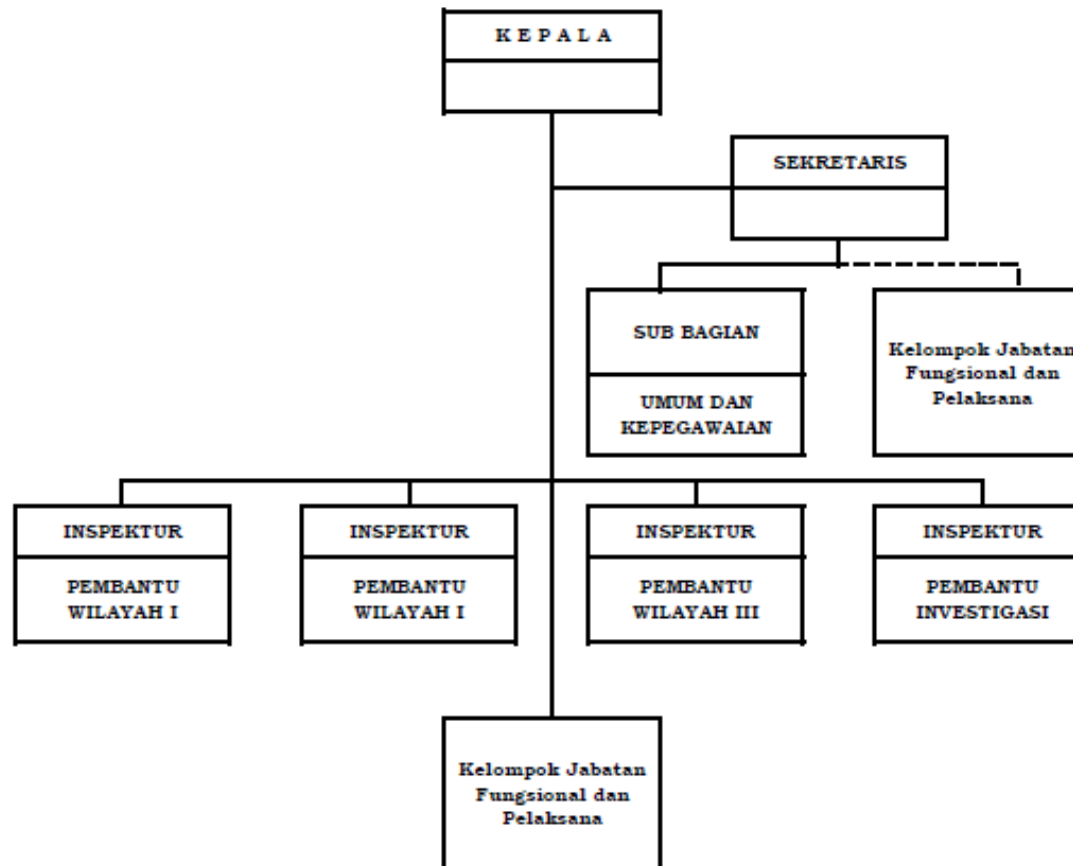 K E P A L A
SEKRETARIS
SUB BAGIAN
UMUM DAN
KEPEGAWAIAN
Kelompok Jabatan
Fungsional dan
Pelaksana
INSPEKTUR
PEMBANTU
WILAYAH I
INSPEKTUR
PEMBANTU
WILAYAH I
INSPEKTUR
PEMBANTU
WILAYAH III
INSPEKTUR
PEMBANTU
INVESTIGASI
Kelompok Jabatan
Fungsional dan
Pelaksana